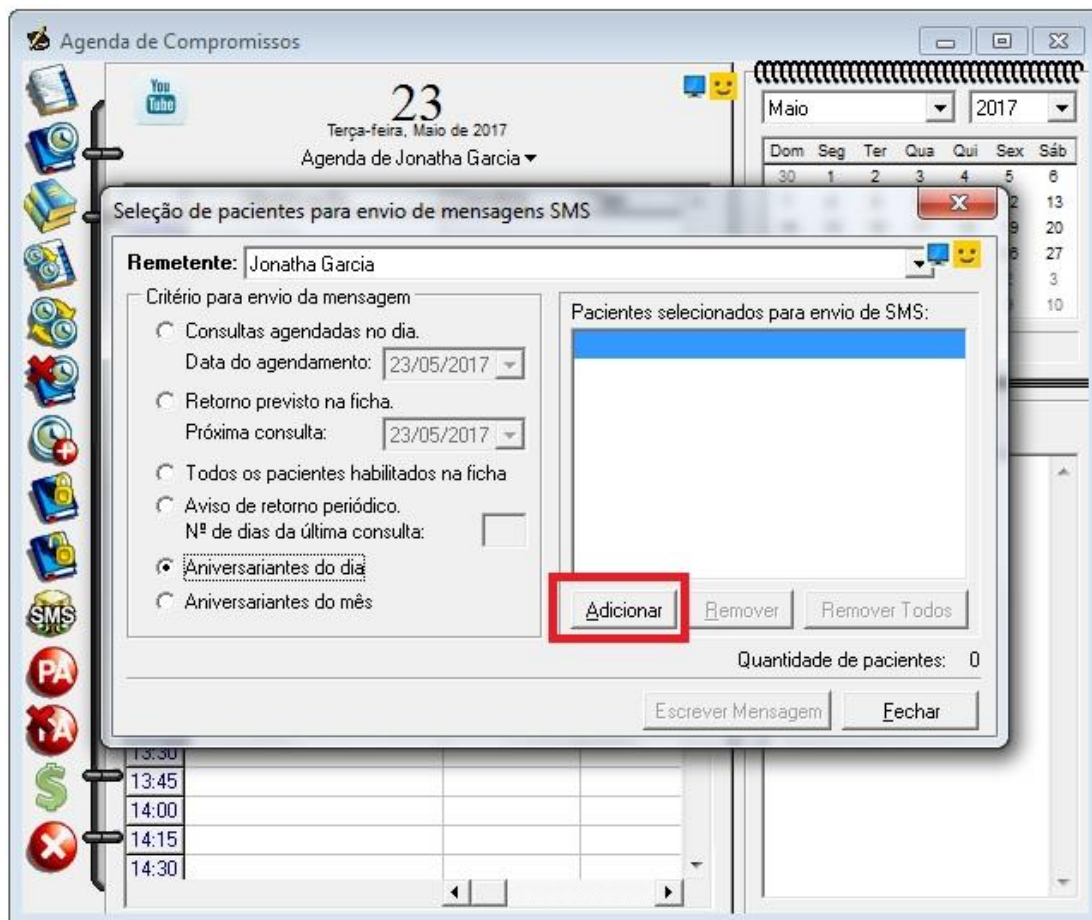 Agenda de Compromissos
You
Tube
23
Terça-feira, Maio de 2017
Agenda de Jonatha Garcia
Maio 2017
Dom Seg Ter Qua Qui Sex Sáb
30 1 2 3 4 5 6
13
20
27
3
10
Seleção de pacientes para envio de mensagens SMS
Remetente: Jonatha Garcia
Critério para envio da mensagem
Consultas agendadas no dia.
Data do agendamento: 23/05/2017
Retorno previsto na ficha.
Próxima consulta: 23/05/2017
Todos os pacientes habilitados na ficha
Aviso de retorno periódico.
Nº de dias da última consulta:
Aniversariantes do dia
Aniversariantes do mês
Pacientes selecionados para envio de SMS:
Adicionar Remover Remover Todos
Quantidade de pacientes: 0
Escrever Mensagem Fechar
SMS
PA
13:30
13:45
14:00
14:15
14:30